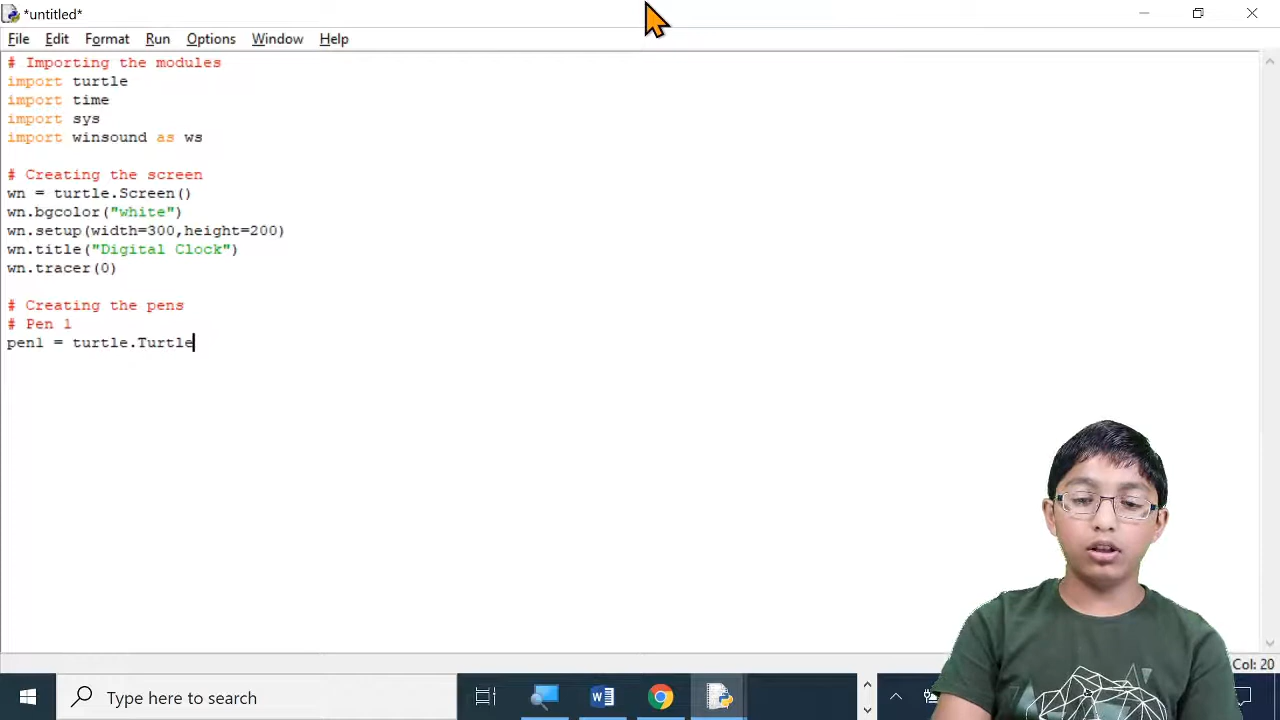 *untitled*
File Edit Format Run Options Window Help
# Importing the modules
import turtle
import time
import sys
import winsound as ws
# Creating the screen
wn = turtle.Screen()
wn.bgcolor("white")
wn.setup(width=300,height=200)
wn.title("Digital Clock")
wn.tracer(0)
# Creating the pens
# Pen 1
pen1 = turtle.Turtle
Col: 20
Type here to search